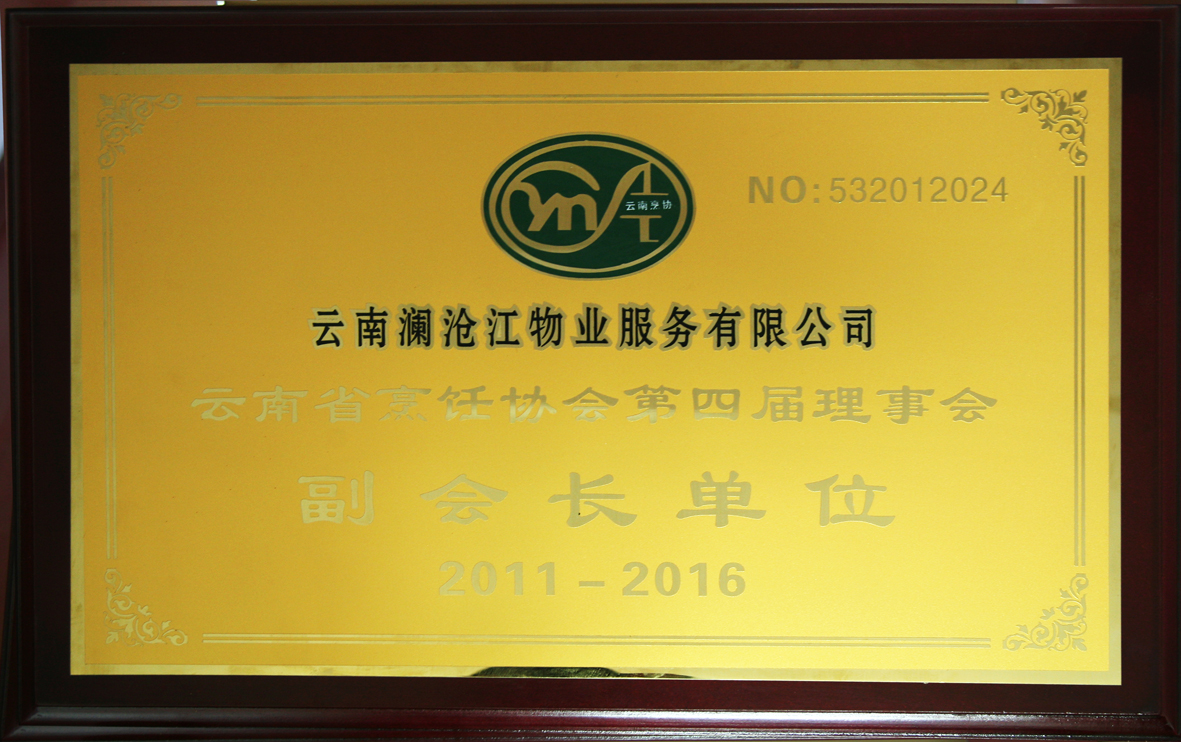 云南烹协
NO:532012024
云南澜沧江物业服务有限公司
云南省烹饪协会第四届理事会
副会长单位
2011-2016